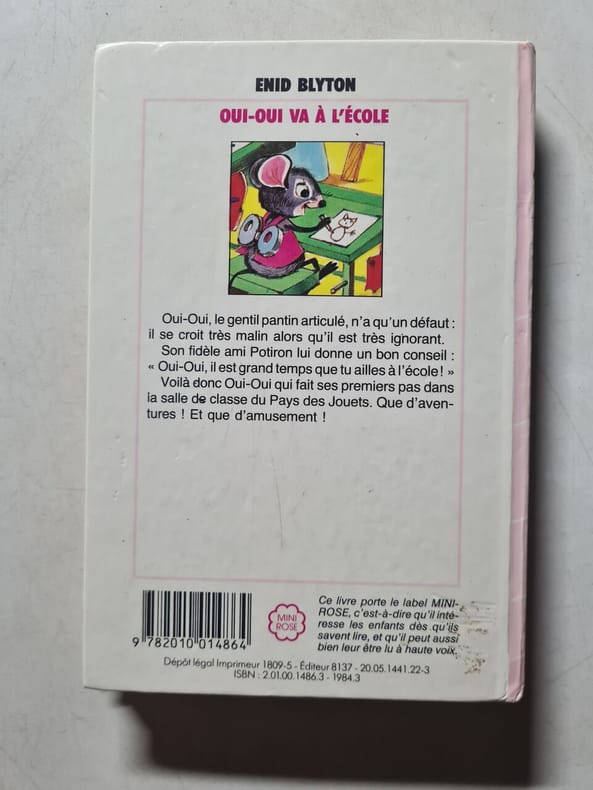 ENID BLYTON
OUI-OUI VA À L'ÉCOLE
Oui-Oui, le gentil pantin articulé, n'a qu'un défaut :
il se croit très malin alors qu'il est très ignorant.
Son fidèle ami Potiron lui donne un bon conseil :
« Oui-Oui, il est grand temps que tu ailles à l'école ! »
Voilà donc Oui-Oui qui fait ses premiers pas dans
la salle de classe du Pays des Jouets. Que d'aven-
tures ! Et que d'amusement !
9 782010 014864
MINI
ROSE
Ce livre porte le label MINI-
ROSE, c'est-à-dire qu'il inté-
resse les enfants dès qu'ils
savent lire, et qu'il peut aussi
bien leur être lu à haute voix.
Dépôt légal Imprimeur 1809-5 - Éditeur 8137 - 20.05.1441.22-3
ISBN : 2.01.00.1486.3 - 1984.3